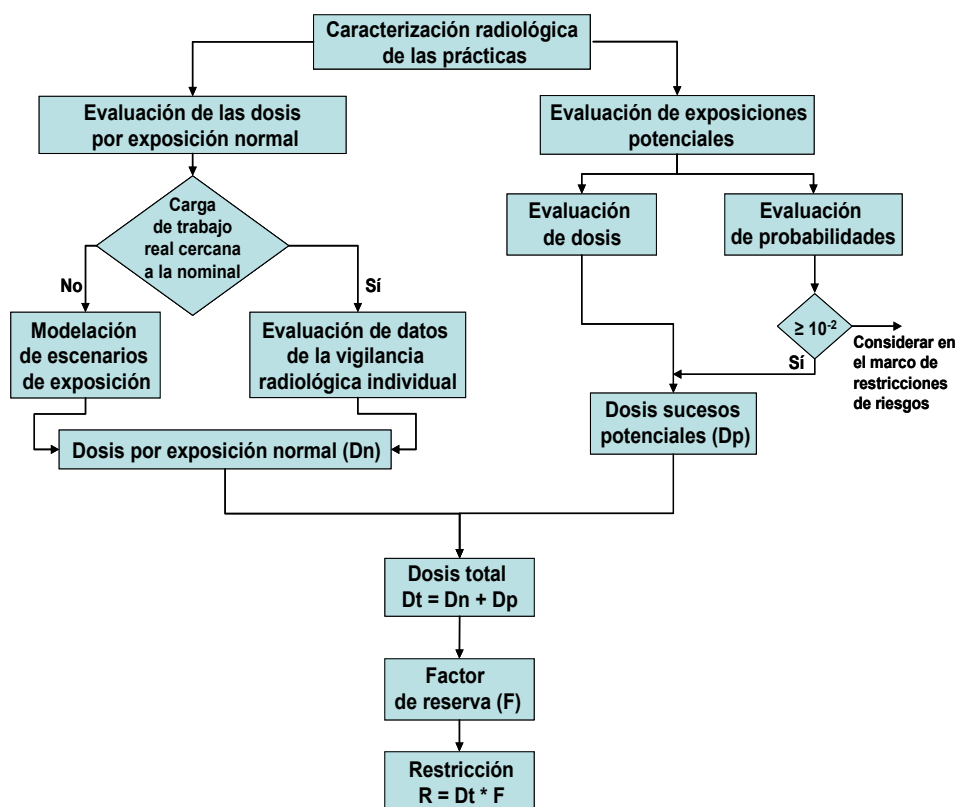 Caracterización radiológica
de las prácticas
Evaluación de las dosis
por exposición normal
Evaluación de exposiciones
potenciales
Carga
de trabajo
real cercana
a la nominal
Evaluación
de dosis
Evaluación
de probabilidades
No
Sí
≥ 10⁻²
Considerar en
el marco de
restricciones
de riesgos
Sí
Modelación
de escenarios
de exposición
Evaluación de datos
de la vigilancia
radiológica individual
Dosis sucesos
potenciales (Dp)
Dosis por exposición normal (Dn)
Dosis total
Dt = Dn + Dp
Factor
de reserva (F)
Restricción
R = Dt * F